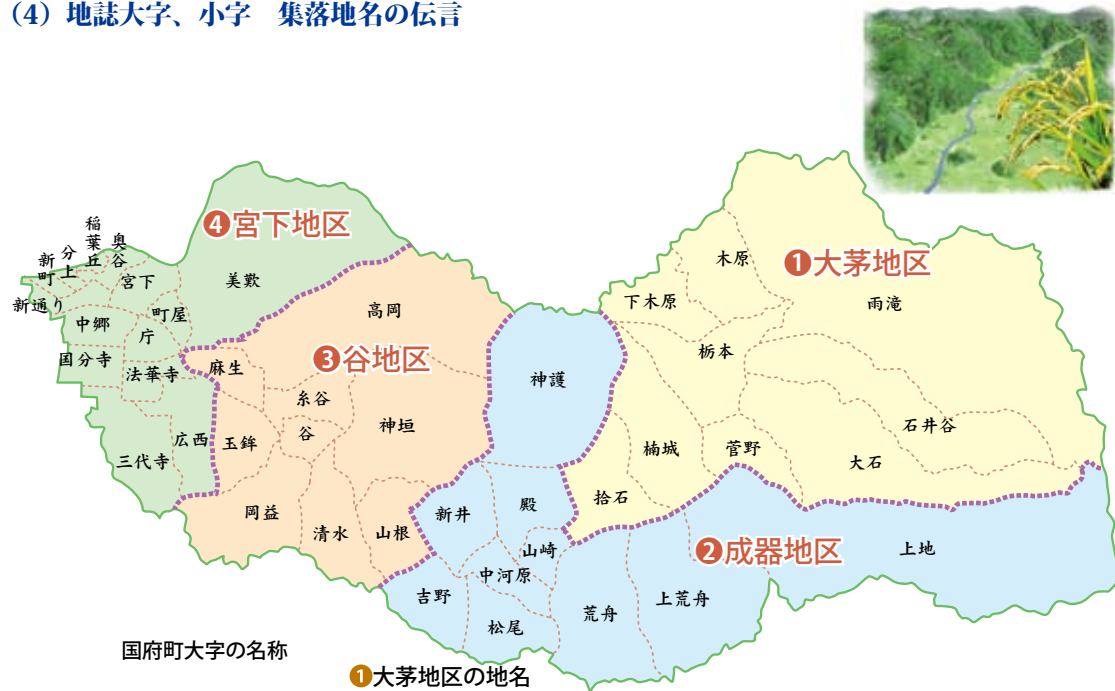 （4）地誌大字、小字　集落地名の伝言
❹宮下地区
稲葉丘
奥谷
分上
新町
宮下
美歎
新通り
町屋
中郷
庁
国分寺
法華寺
広西
三代寺
❸谷地区
高岡
麻生
糸谷
谷
神垣
玉鉾
岡益
清水
山根
❶大茅地区
木原
下木原
雨滝
栃本
石井谷
楠城
菅野
大石
拾石
❷成器地区
神護
新井
殿
山崎
中河原
吉野
松尾
荒舟
上荒舟
上地
国府町大字の名称
❶大茅地区の地名